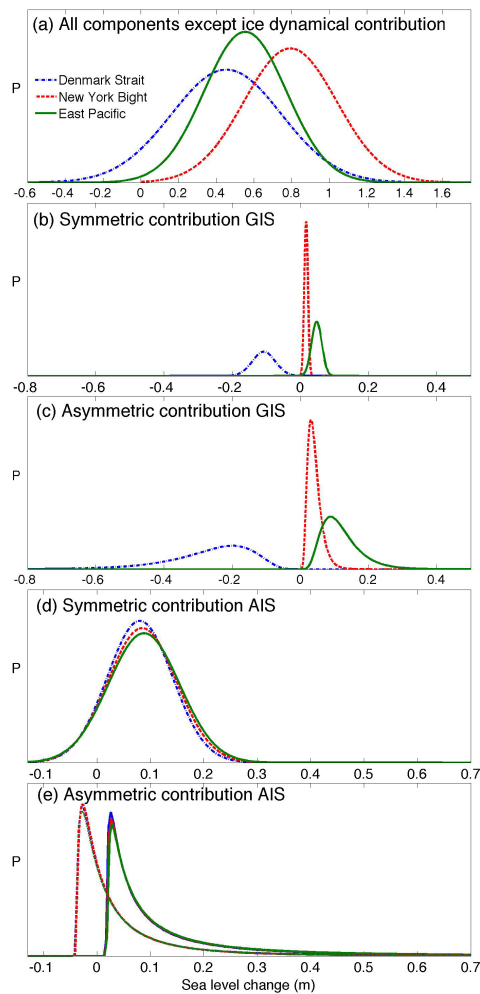 (a) All components except ice dynamical contribution
P
Denmark Strait
New York Bight
East Pacific
-0.6 -0.4 -0.2 0 0.2 0.4 0.6 0.8 1 1.2 1.4 1.6
(b) Symmetric contribution GIS
P
-0.8 -0.6 -0.4 -0.2 0 0.2 0.4
(c) Asymmetric contribution GIS
P
-0.8 -0.6 -0.4 -0.2 0 0.2 0.4
(d) Symmetric contribution AIS
P
-0.1 0 0.1 0.2 0.3 0.4 0.5 0.6 0.7
(e) Asymmetric contribution AIS
P
-0.1 0 0.1 0.2 0.3 0.4 0.5 0.6 0.7
Sea level change (m)